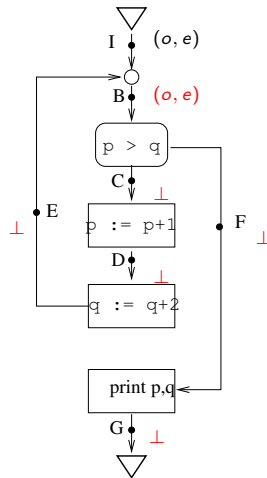 I (o, e)
B (o, e)
p > q
C ⊥
p := p+1
E F
⊥ ⊥
D ⊥
q := q+2
print p,q
G ⊥